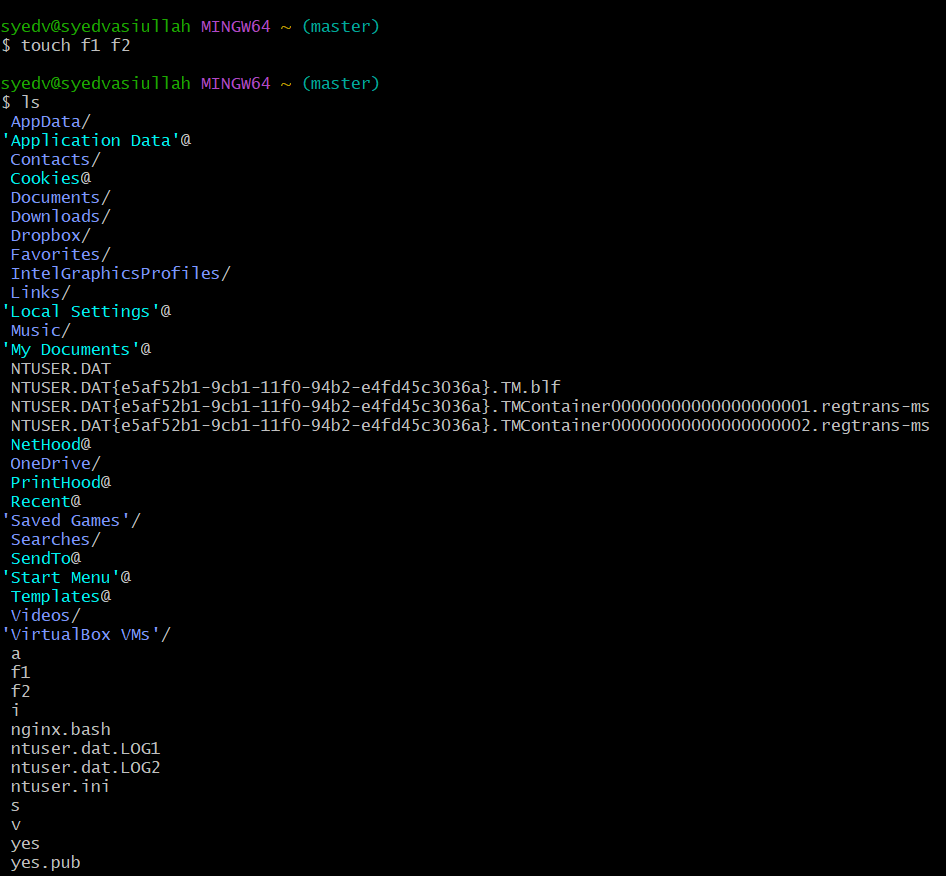 syedv@syedvasiullah MINGW64 ~ (master)
$ touch f1 f2
syedv@syedvasiullah MINGW64 ~ (master)
$ ls
AppData/
'Application Data'@
Contacts/
Cookies@
Documents/
Downloads/
Dropbox/
Favorites/
IntelGraphicsProfiles/
Links/
'Local Settings'@
Music/
'My Documents'@
NTUSER.DAT
NTUSER.DAT{e5af52b1-9cb1-11f0-94b2-e4fd45c3036a}.TM.blf
NTUSER.DAT{e5af52b1-9cb1-11f0-94b2-e4fd45c3036a}.TMContainer00000000000000000001.regtrans-ms
NTUSER.DAT{e5af52b1-9cb1-11f0-94b2-e4fd45c3036a}.TMContainer00000000000000000002.regtrans-ms
NetHood@
OneDrive/
PrintHood@
Recent@
'Saved Games'/
Searches/
SendTo@
'Start Menu'@
Templates@
Videos/
'VirtualBox VMs'/
a
f1
f2
i
nginx.bash
ntuser.dat.LOG1
ntuser.dat.LOG2
ntuser.ini
s
v
yes
yes.pub